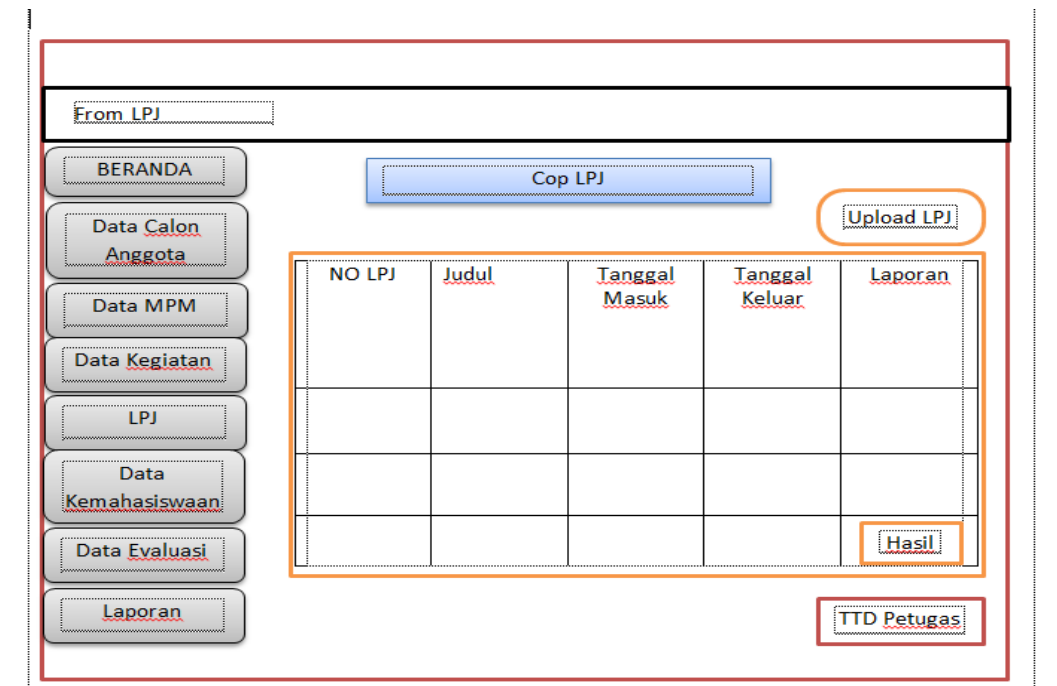 From LPJ
BERANDA
Data Calon
Anggota
Data MPM
Data Kegiatan
LPJ
Data
Kemahasiswaan
Data Evaluasi
Laporan
Cop LPJ
Upload LPJ
NO LPJ Judul Tanggal Tanggal Laporan
Masuk Keluar
Hasil
TTD Petugas